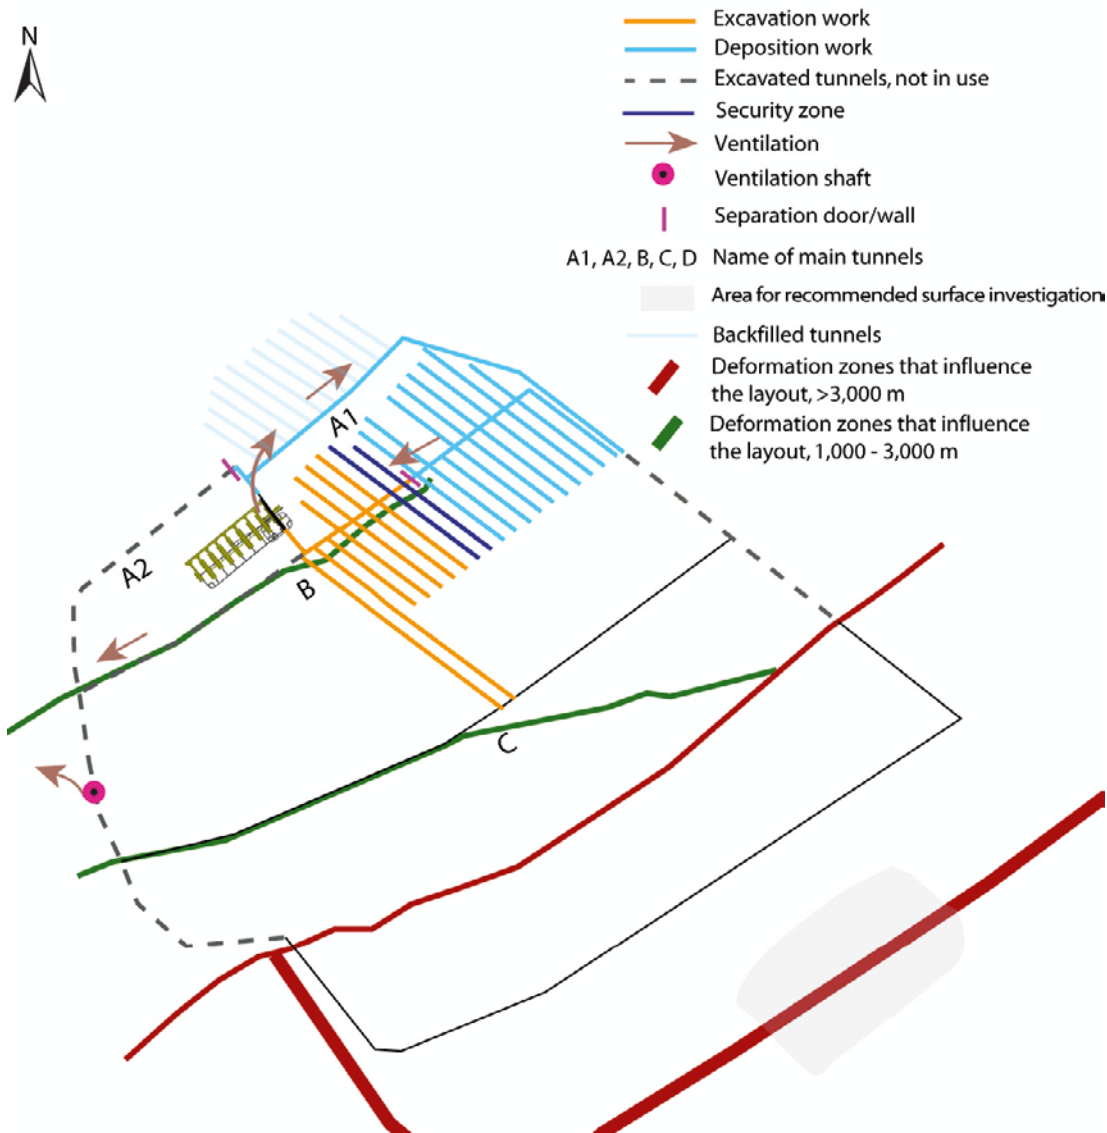 N
Excavation work
Deposition work
Excavated tunnels, not in use
Security zone
Ventilation
Ventilation shaft
Separation door/wall
A1, A2, B, C, D Name of main tunnels
Area for recommended surface investigation
Backfilled tunnels
Deformation zones that influence
the layout, >3,000 m
Deformation zones that influence
the layout, 1,000 - 3,000 m
A1
A2
B
C